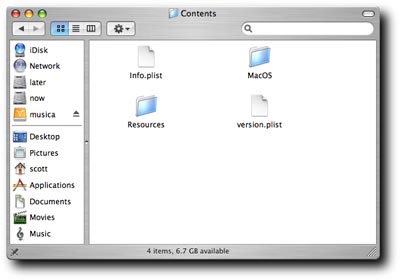 Contents
iDisk
Network
later
now
musica
Desktop
Pictures
scott
Applications
Documents
Movies
Music
Info.plist
MacOS
Resources
version.plist
4 items, 6.7 GB available